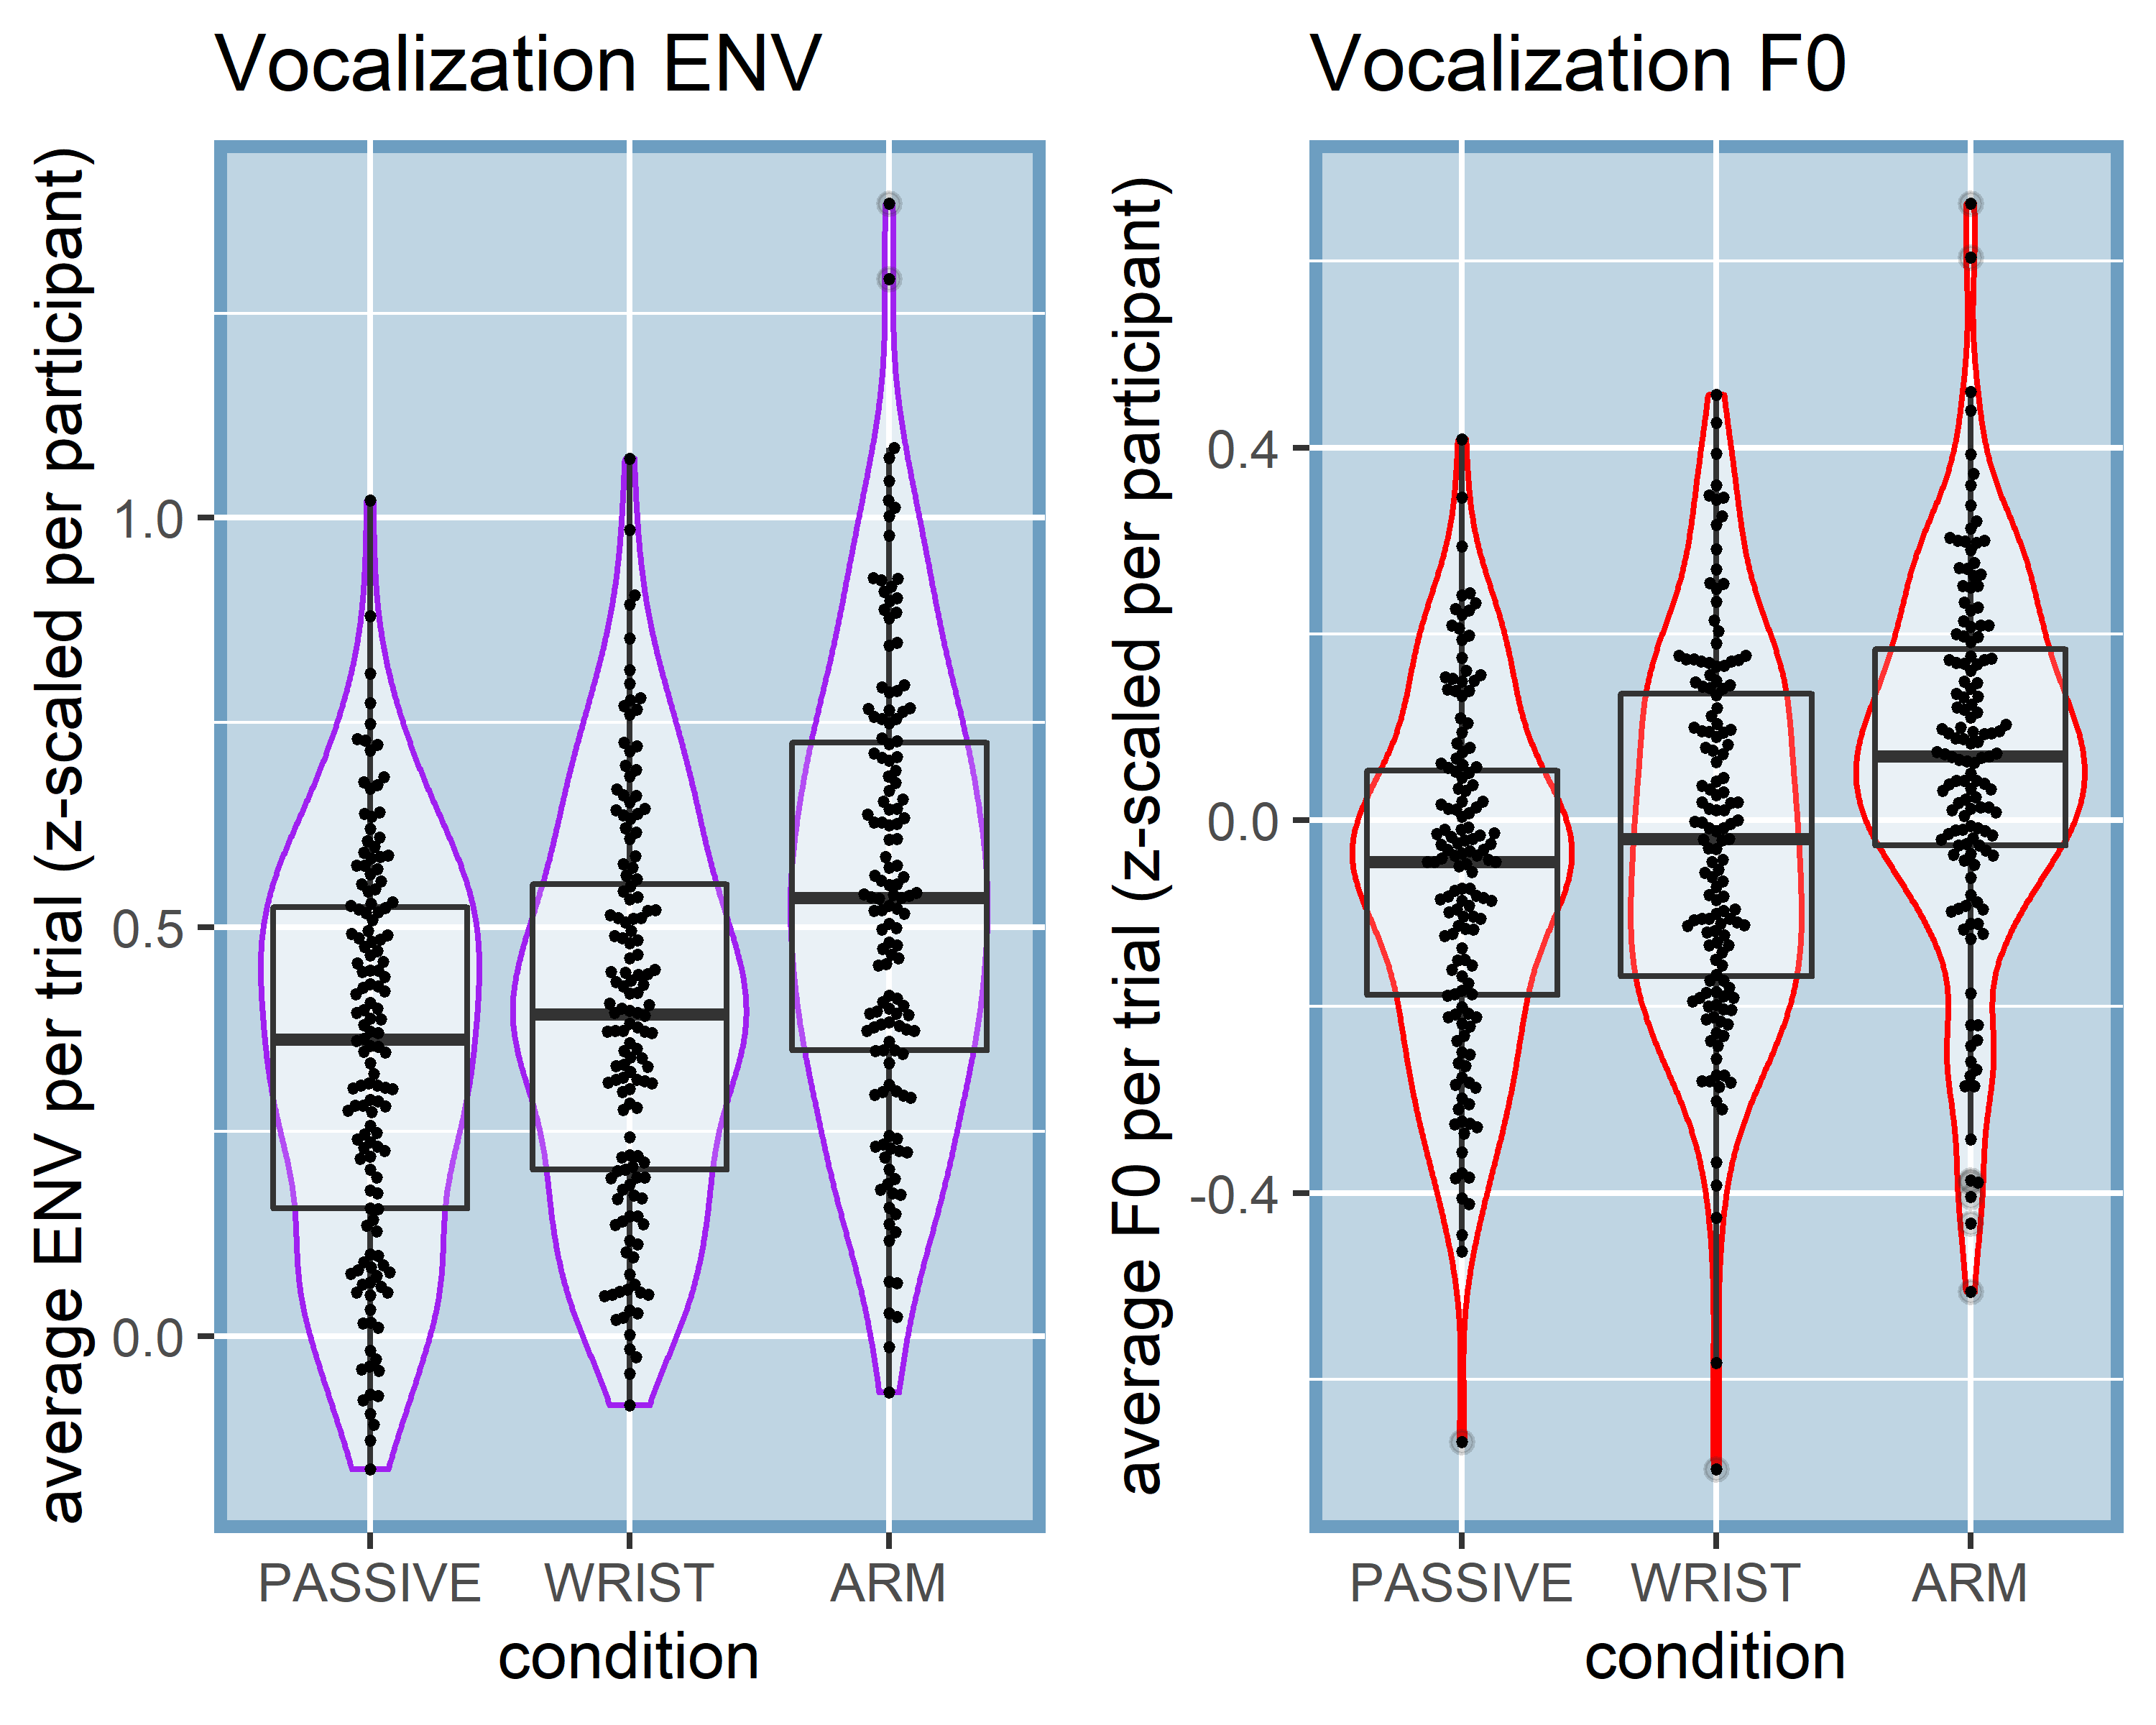 Vocalization ENV
average ENV per trial (z-scaled per participant)
1.0
0.5
0.0
PASSIVE WRIST ARM
condition
Vocalization F0
average F0 per trial (z-scaled per participant)
0.4
0.0
-0.4
PASSIVE WRIST ARM
condition